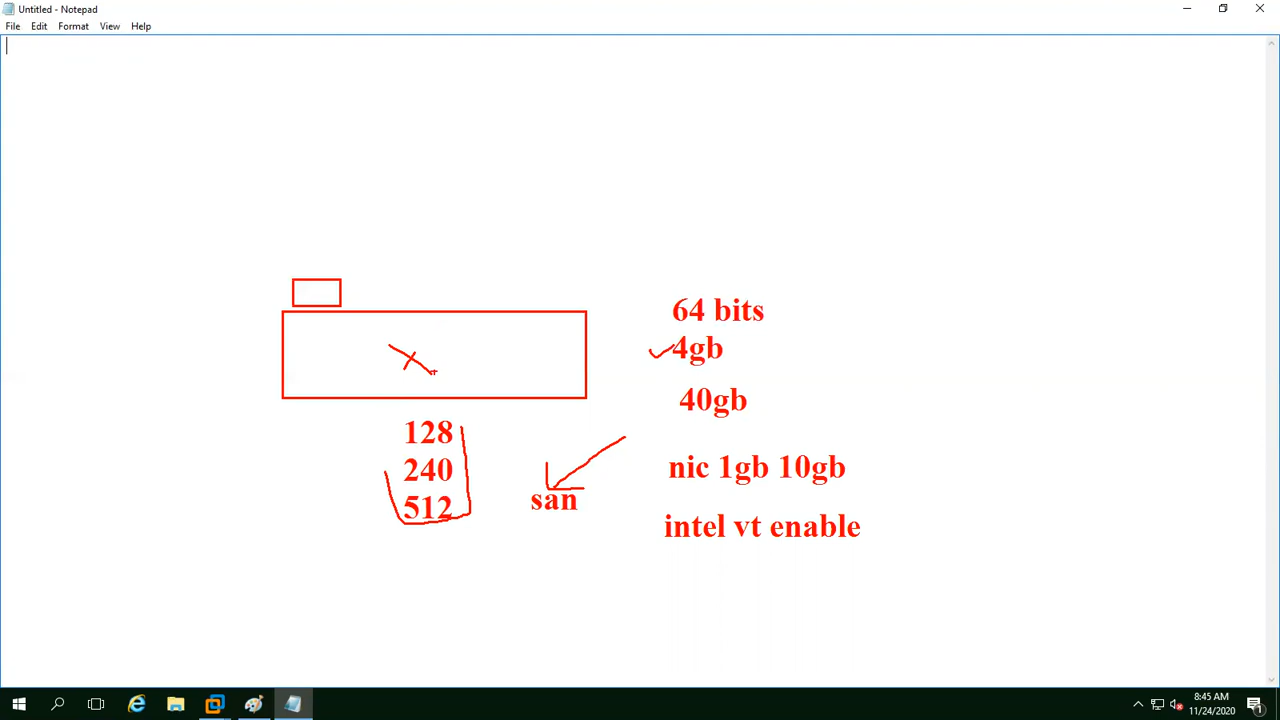 Untitled - Notepad
File Edit Format View Help
64 bits
4gb
40gb
128
240
512
san
nic 1gb 10gb
intel vt enable
8:45 AM
11/24/2020
1